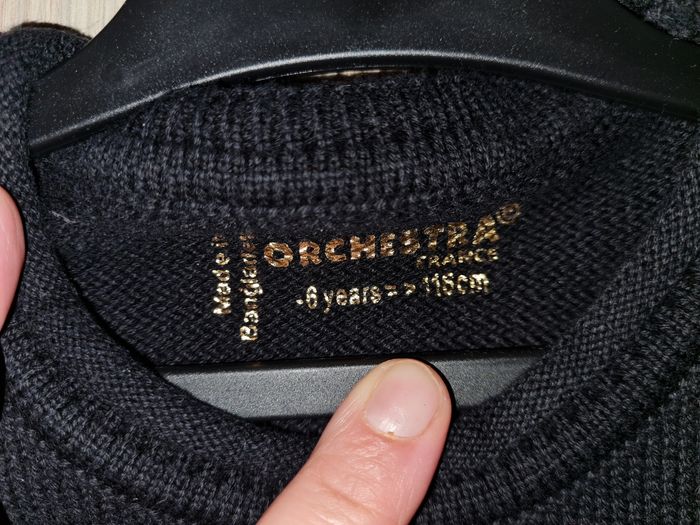 Made in
Bangladesh
ORCHESTRA®
FRANCE
-6 years = > 116cm